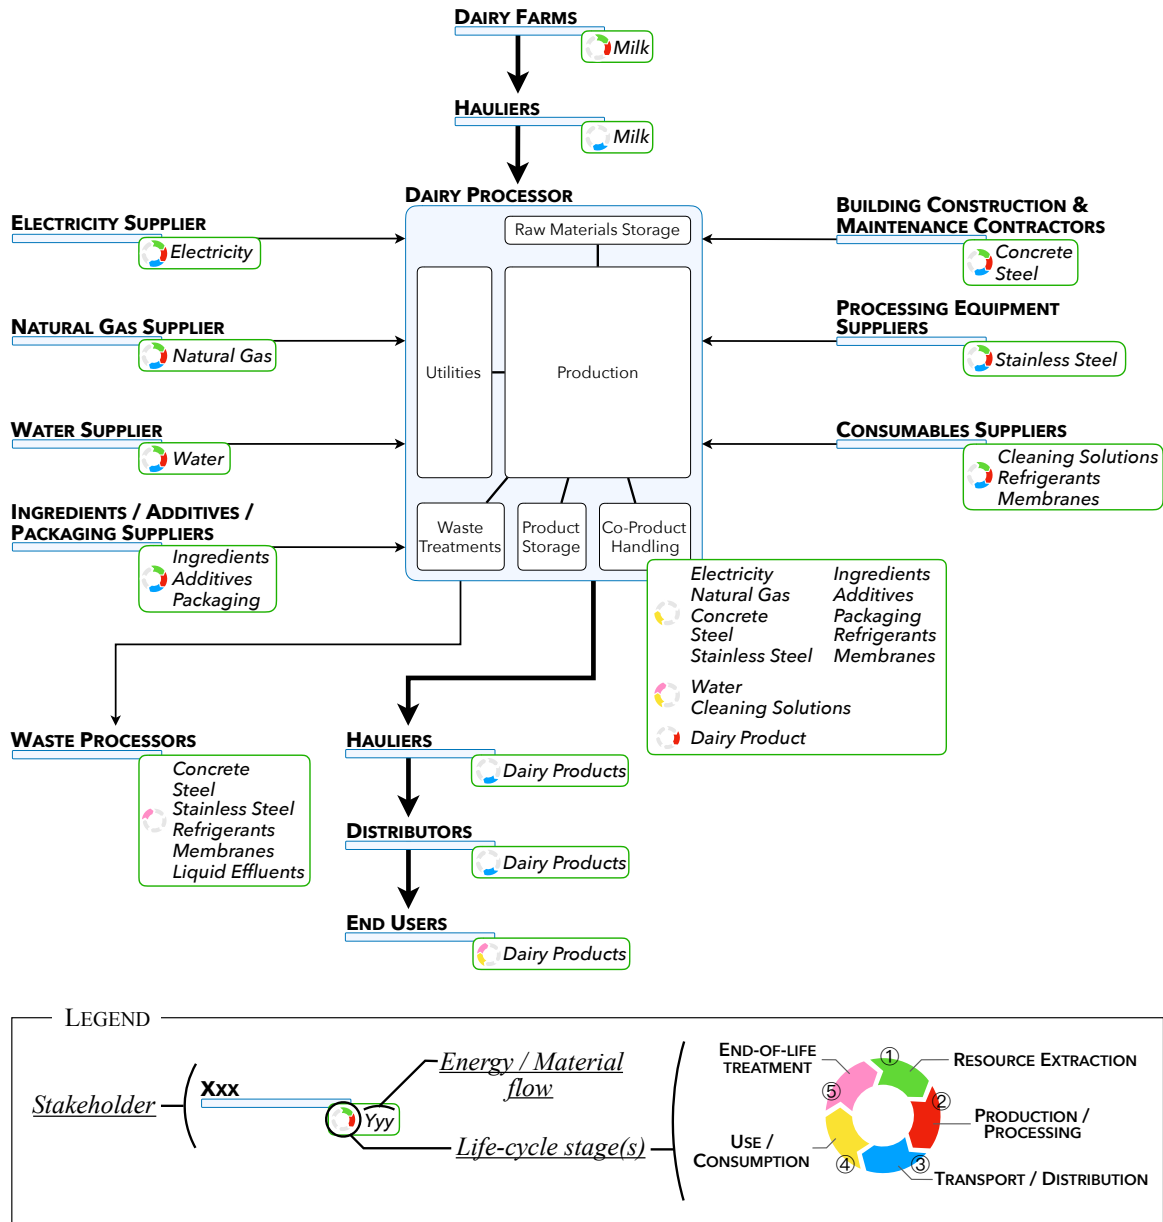 DAIRY FARMS
Milk
HAULIERS
Milk
DAIRY PROCESSOR
Raw Materials Storage
Utilities
Production
Waste
Treatments
Product
Storage
Co-Product
Handling
ELECTRICITY SUPPLIER
Electricity
NATURAL GAS SUPPLIER
Natural Gas
WATER SUPPLIER
Water
INGREDIENTS / ADDITIVES /
PACKAGING SUPPLIERS
Ingredients
Additives
Packaging
BUILDING CONSTRUCTION &
MAINTENANCE CONTRACTORS
Concrete
Steel
PROCESSING EQUIPMENT
SUPPLIERS
Stainless Steel
CONSUMABLES SUPPLIERS
Cleaning Solutions
Refrigerants
Membranes
Electricity Ingredients
Natural Gas Additives
Concrete Packaging
Steel Refrigerants
Stainless Steel Membranes
Water
Cleaning Solutions
Dairy Product
WASTE PROCESSORS
Concrete
Steel
Stainless Steel
Refrigerants
Membranes
Liquid Effluents
HAULIERS
Dairy Products
DISTRIBUTORS
Dairy Products
END USERS
Dairy Products
LEGEND
Stakeholder
XXX
Yyy
Energy / Material
flow
Life-cycle stage(s)
END-OF-LIFE
TREATMENT
① RESOURCE EXTRACTION
⑤
② PRODUCTION /
PROCESSING
USE /
CONSUMPTION
④
③ TRANSPORT / DISTRIBUTION